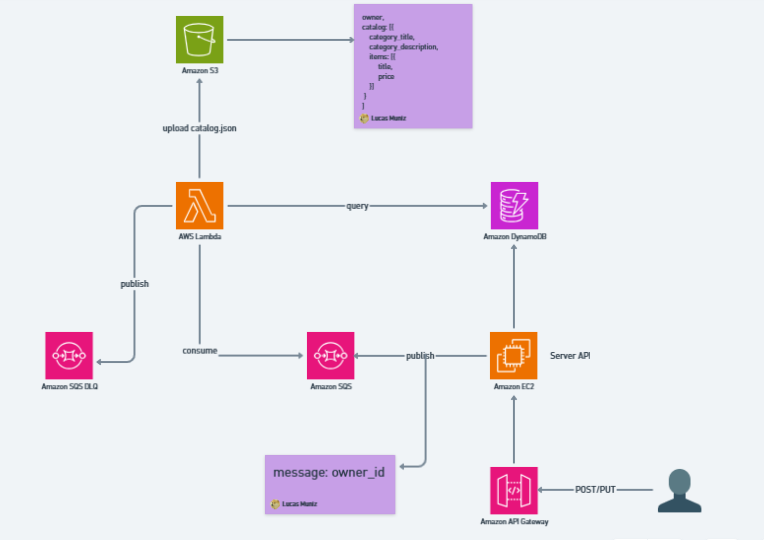 owner,
catalog: [{
category_title,
category_description,
items: [{
title,
price
}]
}
]
Lucas Muniz
Amazon S3
upload catalog.json
AWS Lambda
query
Amazon DynamoDB
publish
consume
Amazon SQS DLQ
Amazon SQS
publish
Amazon EC2
Server API
message: owner_id
Lucas Muniz
Amazon API Gateway
POST/PUT